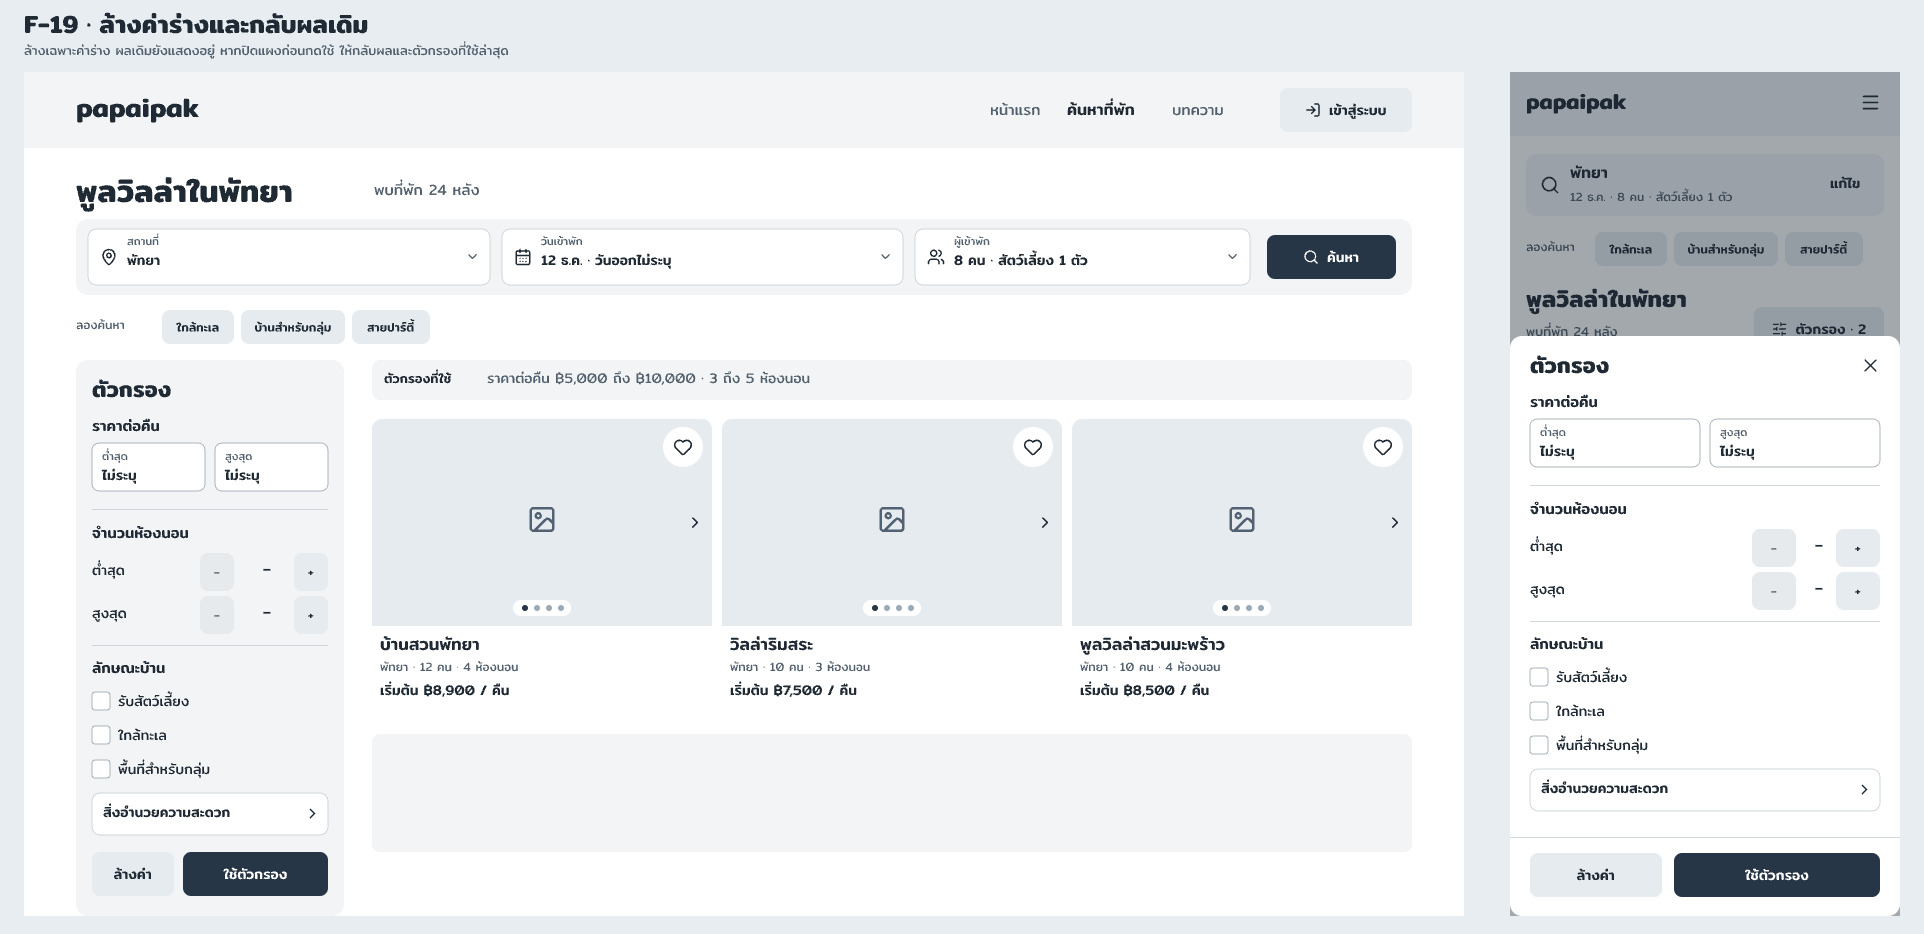 F-19 · ล้างค่าร่างและกลับผลเดิม
ล้างเฉพาะค่าร่าง ผลเดิมยังแสดงอยู่ หากปิดแผงก่อนกดใช้ ให้กลับผลและตัวกรองที่ใช้ล่าสุด
papaipak
หน้าแรก ค้นหาที่พัก บทความ เข้าสู่ระบบ
พูลวิลล่าในพัทยา พบที่พัก 24 หลัง
สถานที่
พัทยา
วันเข้าพัก
12 ธ.ค. · วันออกไม่ระบุ
ผู้เข้าพัก
8 คน · สัตว์เลี้ยง 1 ตัว
ค้นหา
ลองค้นหา ใกล้ทะเล บ้านสำหรับกลุ่ม สายปาร์ตี้
ตัวกรอง
ราคาต่อคืน
ต่ำสุด
ไม่ระบุ
สูงสุด
ไม่ระบุ
จำนวนห้องนอน
ต่ำสุด - – +
สูงสุด - – +
ลักษณะบ้าน
รับสัตว์เลี้ยง
ใกล้ทะเล
พื้นที่สำหรับกลุ่ม
สิ่งอำนวยความสะดวก
ล้างค่า ใช้ตัวกรอง
ตัวกรองที่ใช้ ราคาต่อคืน ฿5,000 ถึง ฿10,000 · 3 ถึง 5 ห้องนอน
บ้านสวนพัทยา
พัทยา · 12 คน · 4 ห้องนอน
เริ่มต้น ฿8,900 / คืน
วิลล่าริมสระ
พัทยา · 10 คน · 3 ห้องนอน
เริ่มต้น ฿7,500 / คืน
พูลวิลล่าสวนมะพร้าว
พัทยา · 10 คน · 4 ห้องนอน
เริ่มต้น ฿8,500 / คืน
papaipak
พัทยา
12 ธ.ค. · 8 คน · สัตว์เลี้ยง 1 ตัว
แก้ไข
ลองค้นหา ใกล้ทะเล บ้านสำหรับกลุ่ม สายปาร์ตี้
พูลวิลล่าในพัทยา
พบที่พัก 24 หลัง ตัวกรอง · 2
ตัวกรอง
ราคาต่อคืน
ต่ำสุด
ไม่ระบุ
สูงสุด
ไม่ระบุ
จำนวนห้องนอน
ต่ำสุด - – +
สูงสุด - – +
ลักษณะบ้าน
รับสัตว์เลี้ยง
ใกล้ทะเล
พื้นที่สำหรับกลุ่ม
สิ่งอำนวยความสะดวก
ล้างค่า ใช้ตัวกรอง